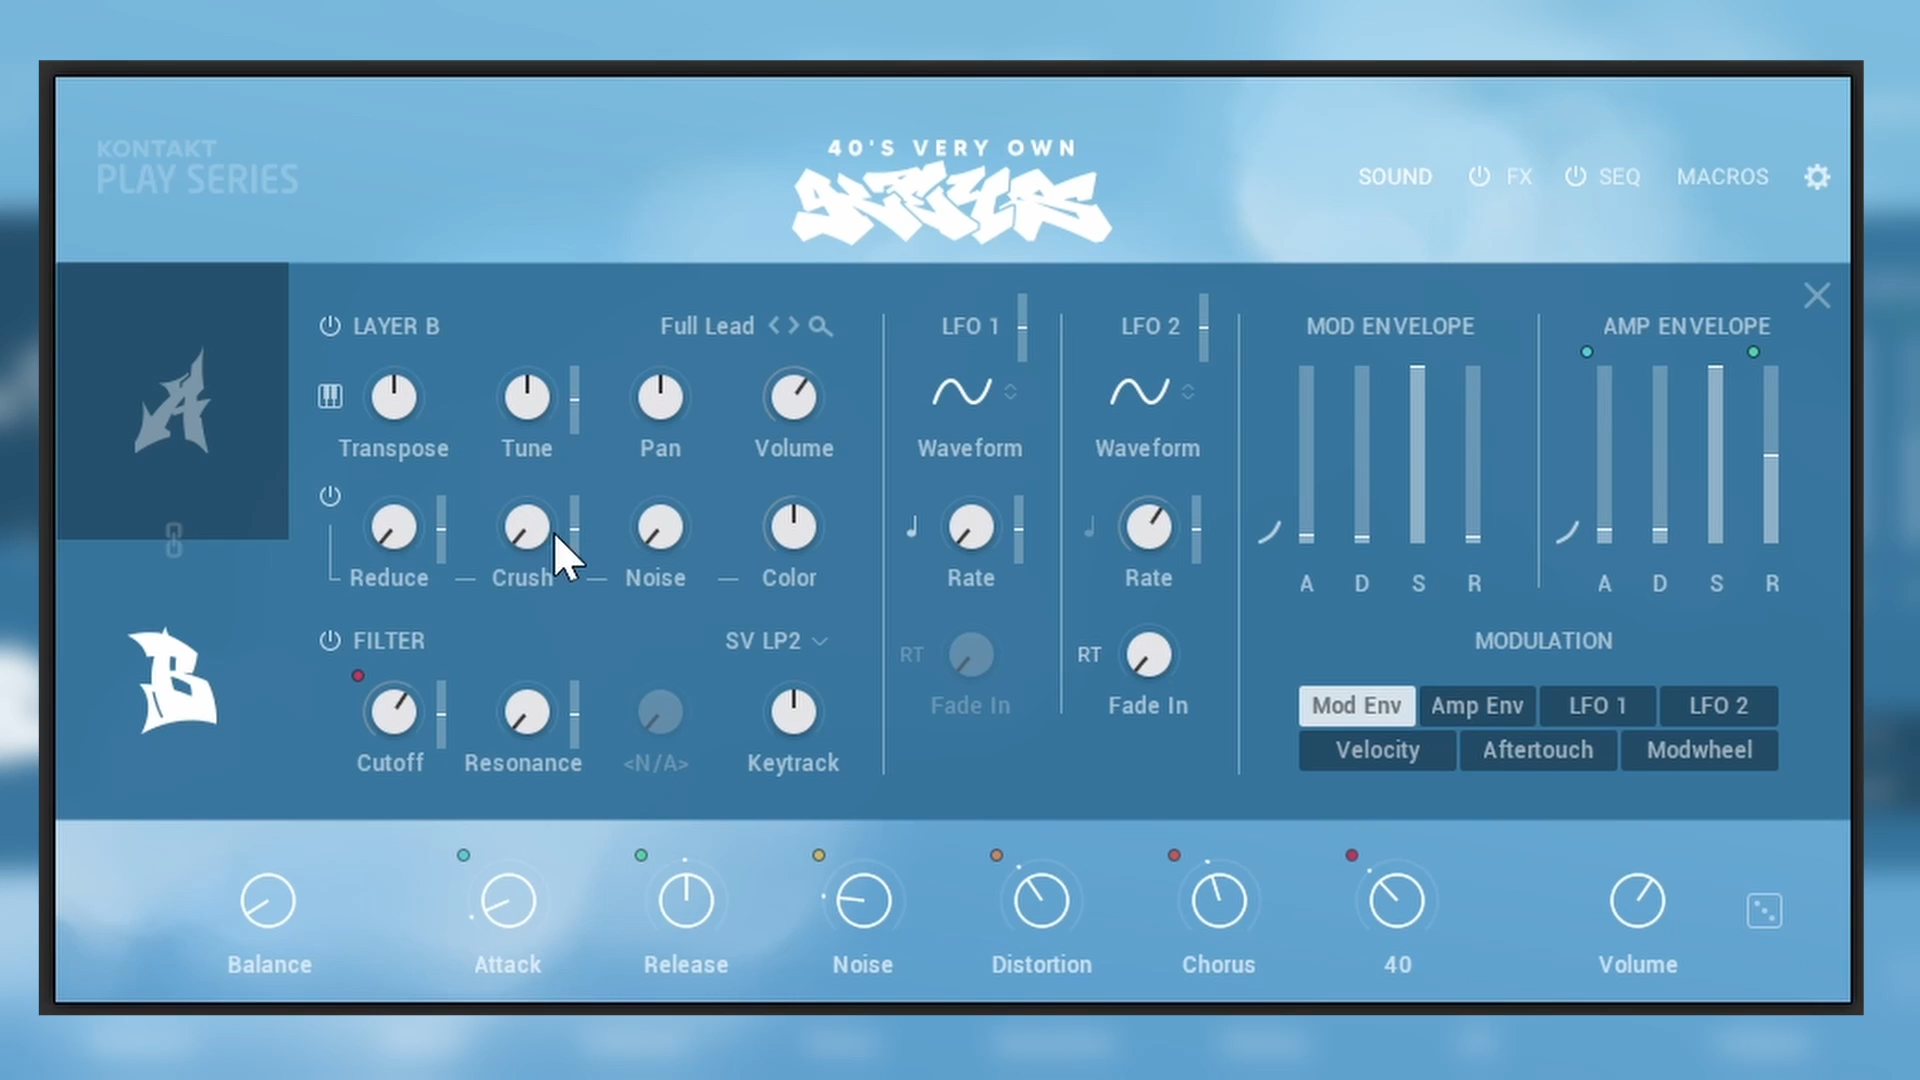 KONTAKT
PLAY SERIES
40'S VERY OWN
KEYS
SOUND FX SEQ MACROS
A
B
LAYER B Full Lead
Transpose Tune Pan Volume
Reduce Crush Noise Color
FILTER SV LP2
Cutoff Resonance <N/A> Keytrack
LFO 1
Waveform
Rate
RT
Fade In
LFO 2
Waveform
Rate
RT
Fade In
MOD ENVELOPE
A D S R
AMP ENVELOPE
A D S R
MODULATION
Mod Env Amp Env LFO 1 LFO 2
Velocity Aftertouch Modwheel
Balance Attack Release Noise Distortion Chorus 40 Volume